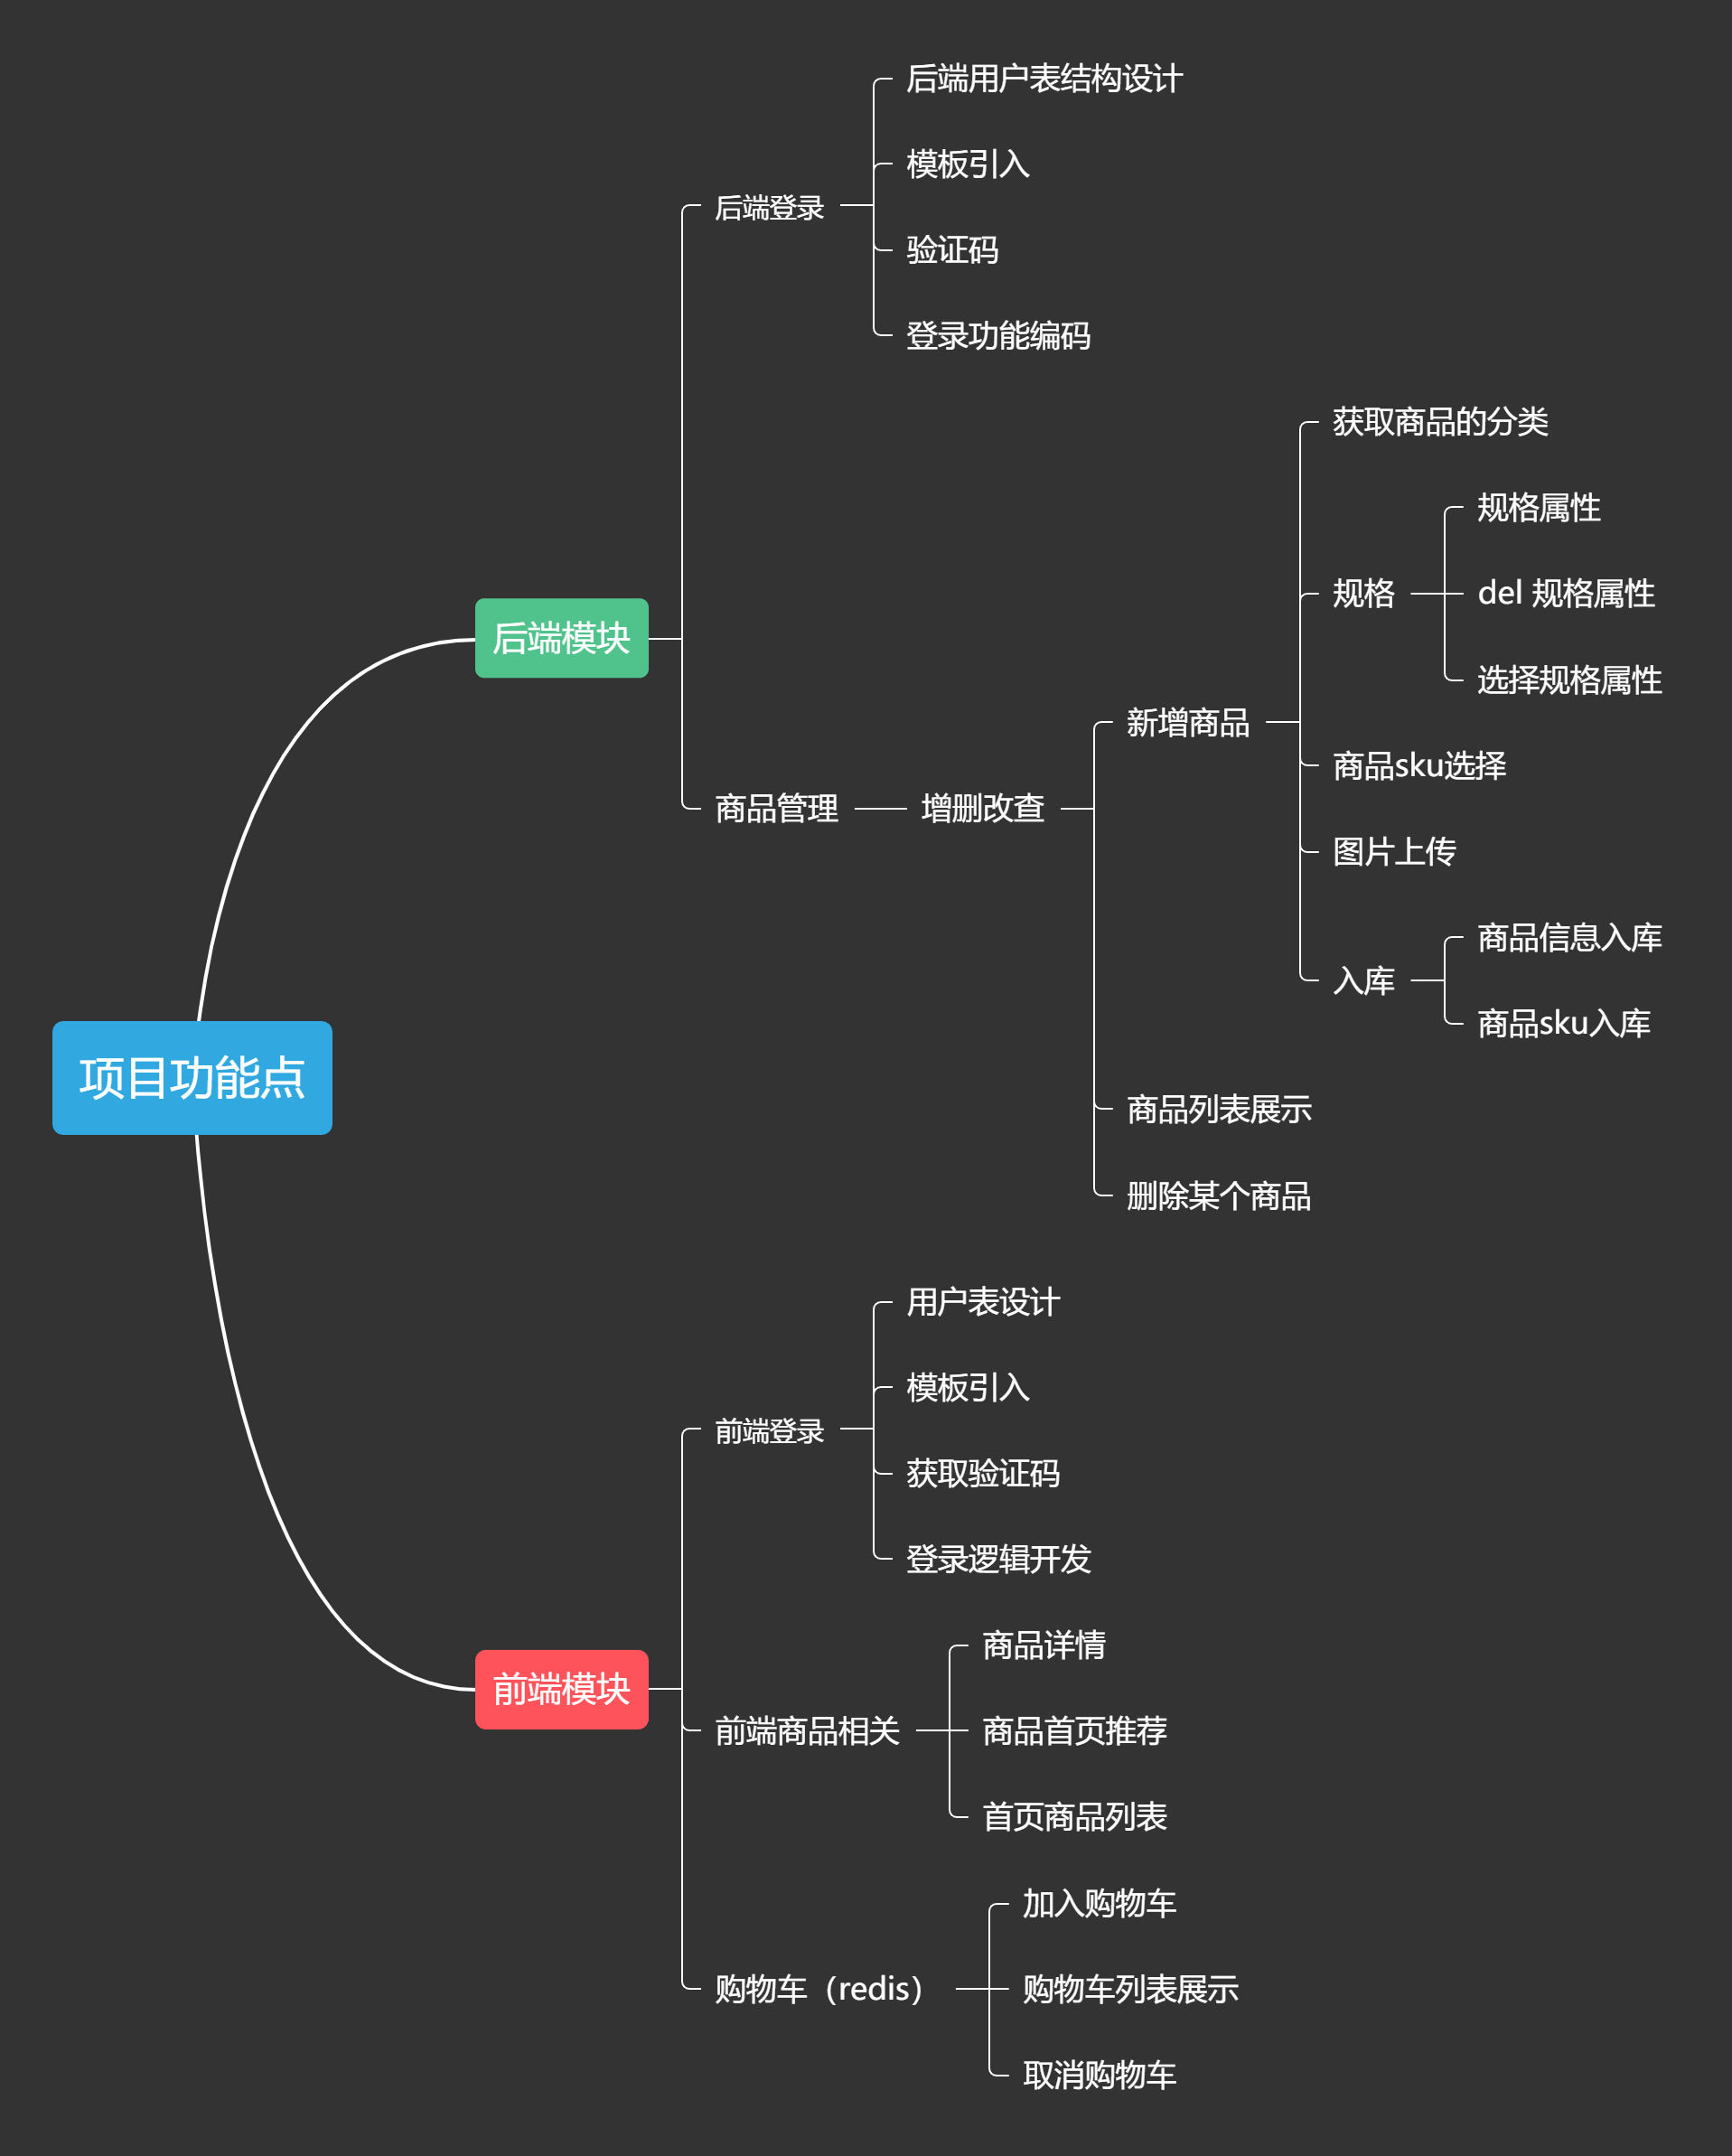 项目功能点
后端模块
后端登录
后端用户表结构设计
模板引入
验证码
登录功能编码
商品管理
增删改查
新增商品
获取商品的分类
规格
规格属性
del 规格属性
选择规格属性
商品sku选择
图片上传
入库
商品信息入库
商品sku入库
商品列表展示
删除某个商品
前端模块
前端登录
用户表设计
模板引入
获取验证码
登录逻辑开发
前端商品相关
商品详情
商品首页推荐
首页商品列表
购物车（redis）
加入购物车
购物车列表展示
取消购物车